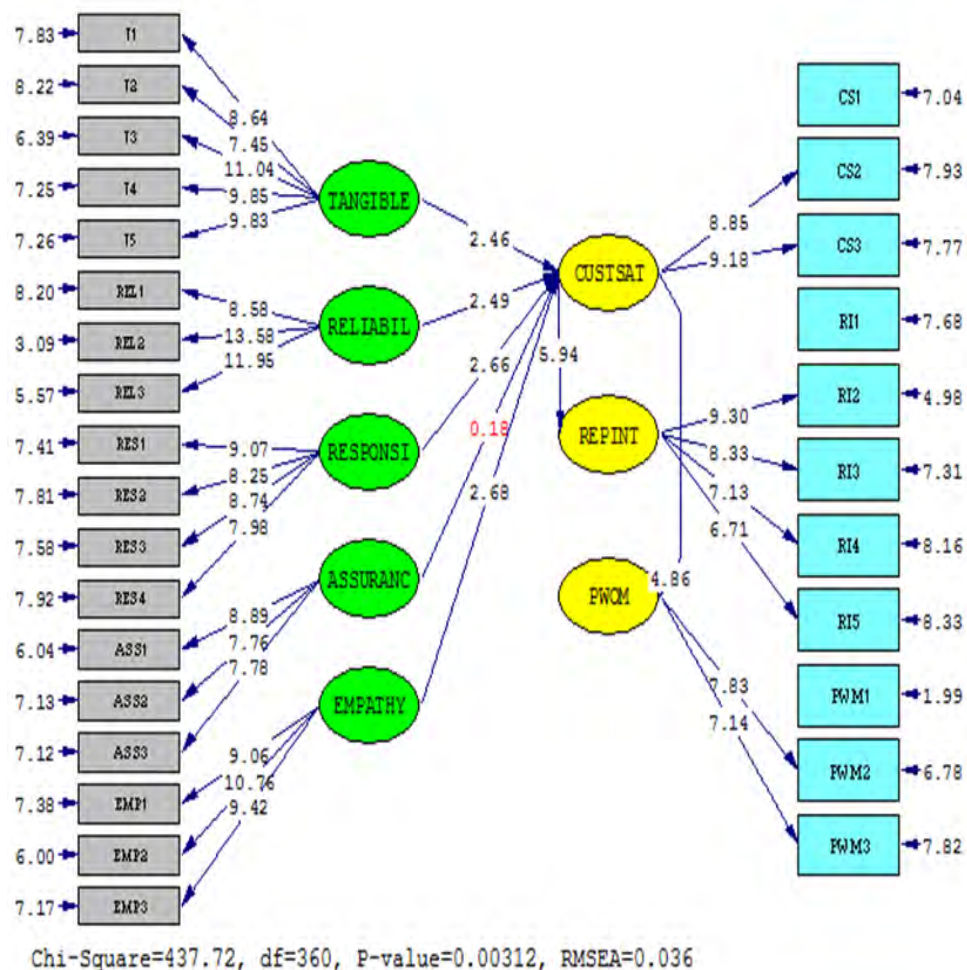 7.83 T1
8.22 T2
6.39 T3
7.25 T4
7.26 T5
8.20 REL1
3.09 REL2
5.57 REL3
7.41 RES1
7.81 RES2
7.58 RES3
7.92 RES4
6.04 ASS1
7.13 ASS2
7.12 ASS3
7.38 EMP1
6.00 EMP2
7.17 EMP3
8.64
7.45
11.04
9.85
9.83
8.58
13.58
11.95
9.07
8.25
8.74
7.98
8.89
7.76
7.78
9.06
10.76
9.42
TANGIBLE
RELIABIL
RESPONSI
ASSURANC
EMPATHY
2.46
2.49
2.66
0.18
2.68
CUSTSAT
5.94
REPINT
PWOM
4.86
8.85
9.18
9.30
8.33
7.13
6.71
7.83
7.14
CS1 7.04
CS2 7.93
CS3 7.77
RI1 7.68
RI2 4.98
RI3 7.31
RI4 8.16
RI5 8.33
PWM1 1.99
PWM2 6.78
PWM3 7.82
Chi-Square=437.72, df=360, P-value=0.00312, RMSEA=0.036